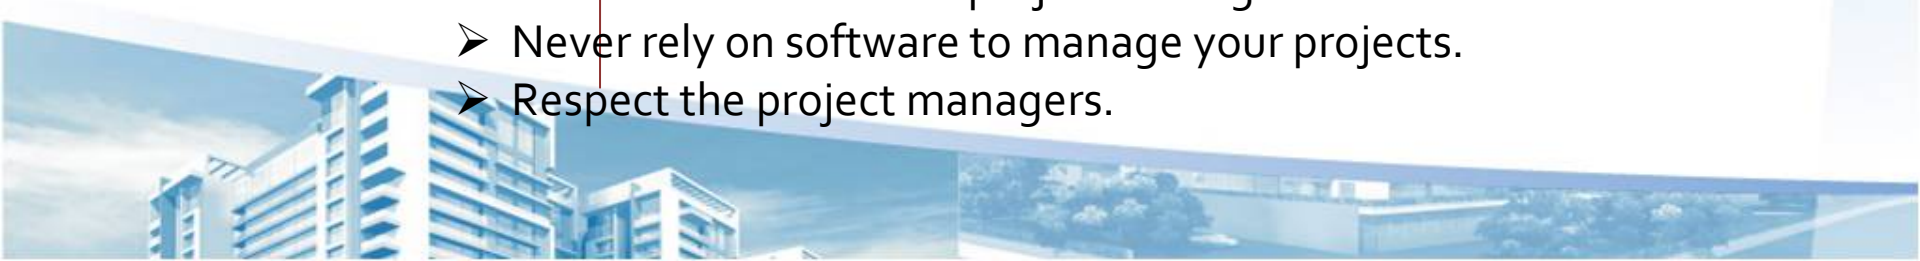 ➢ Never rely on software to manage your projects.
➢ Respect the project managers.